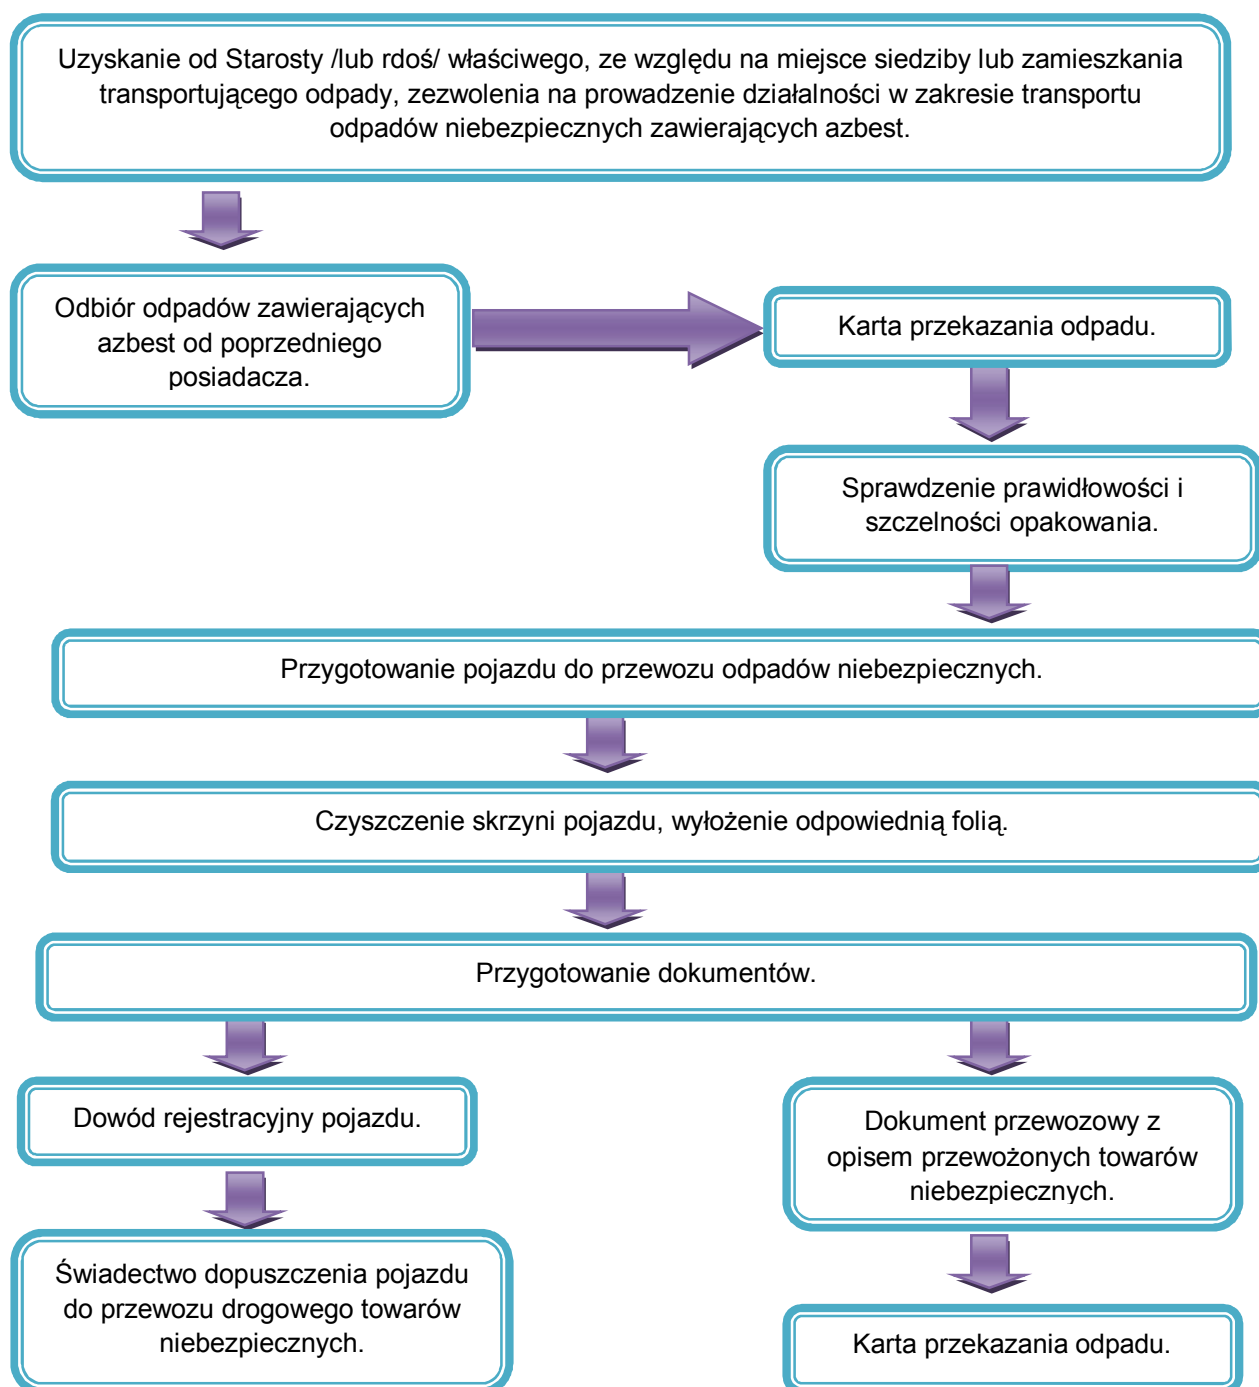 Uzyskanie od Starosty /lub rdoś/ właściwego, ze względu na miejsce siedziby lub zamieszkania
transportującego odpady, zezwolenia na prowadzenie działalności w zakresie transportu
odpadów niebezpiecznych zawierających azbest.
Odbiór odpadów zawierających
azbest od poprzedniego
posiadacza.
Karta przekazania odpadu.
Sprawdzenie prawidłowości i
szczelności opakowania.
Przygotowanie pojazdu do przewozu odpadów niebezpiecznych.
Czyszczenie skrzyni pojazdu, wyłożenie odpowiednią folią.
Przygotowanie dokumentów.
Dowód rejestracyjny pojazdu.
Świadectwo dopuszczenia pojazdu
do przewozu drogowego towarów
niebezpiecznych.
Dokument przewozowy z
opisem przewożonych towarów
niebezpiecznych.
Karta przekazania odpadu.